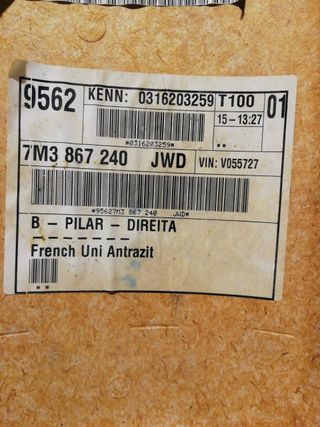 9562 KENN: 0316203259 T100 01
15-13:27
*0316203259*
7M3 867 240 JWD VIN: V055727
*95627M3 867 240 JWD*
B - PILAR - DIREITA
- - - - - - -
French Uni Antrazit